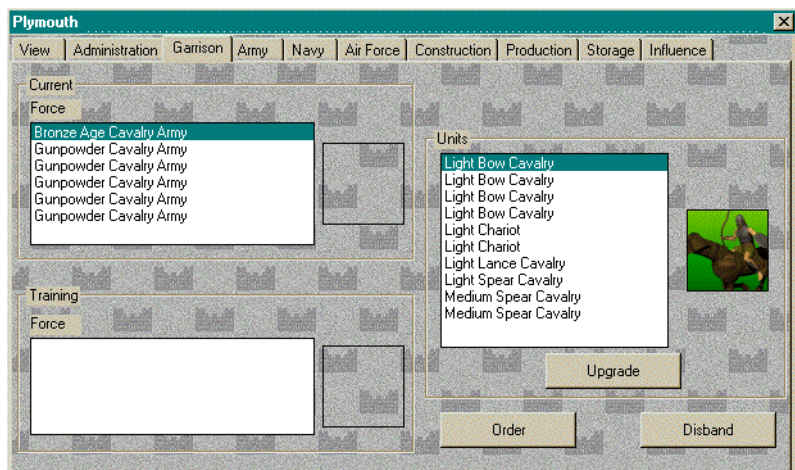 Plymouth
View Administration Garrison Army Navy Air Force Construction Production Storage Influence
Current
Force
Bronze Age Cavalry Army
Gunpowder Cavalry Army
Gunpowder Cavalry Army
Gunpowder Cavalry Army
Gunpowder Cavalry Army
Gunpowder Cavalry Army
Training
Force
Units
Light Bow Cavalry
Light Bow Cavalry
Light Bow Cavalry
Light Bow Cavalry
Light Chariot
Light Chariot
Light Lance Cavalry
Light Spear Cavalry
Medium Spear Cavalry
Medium Spear Cavalry
Upgrade
Order Disband